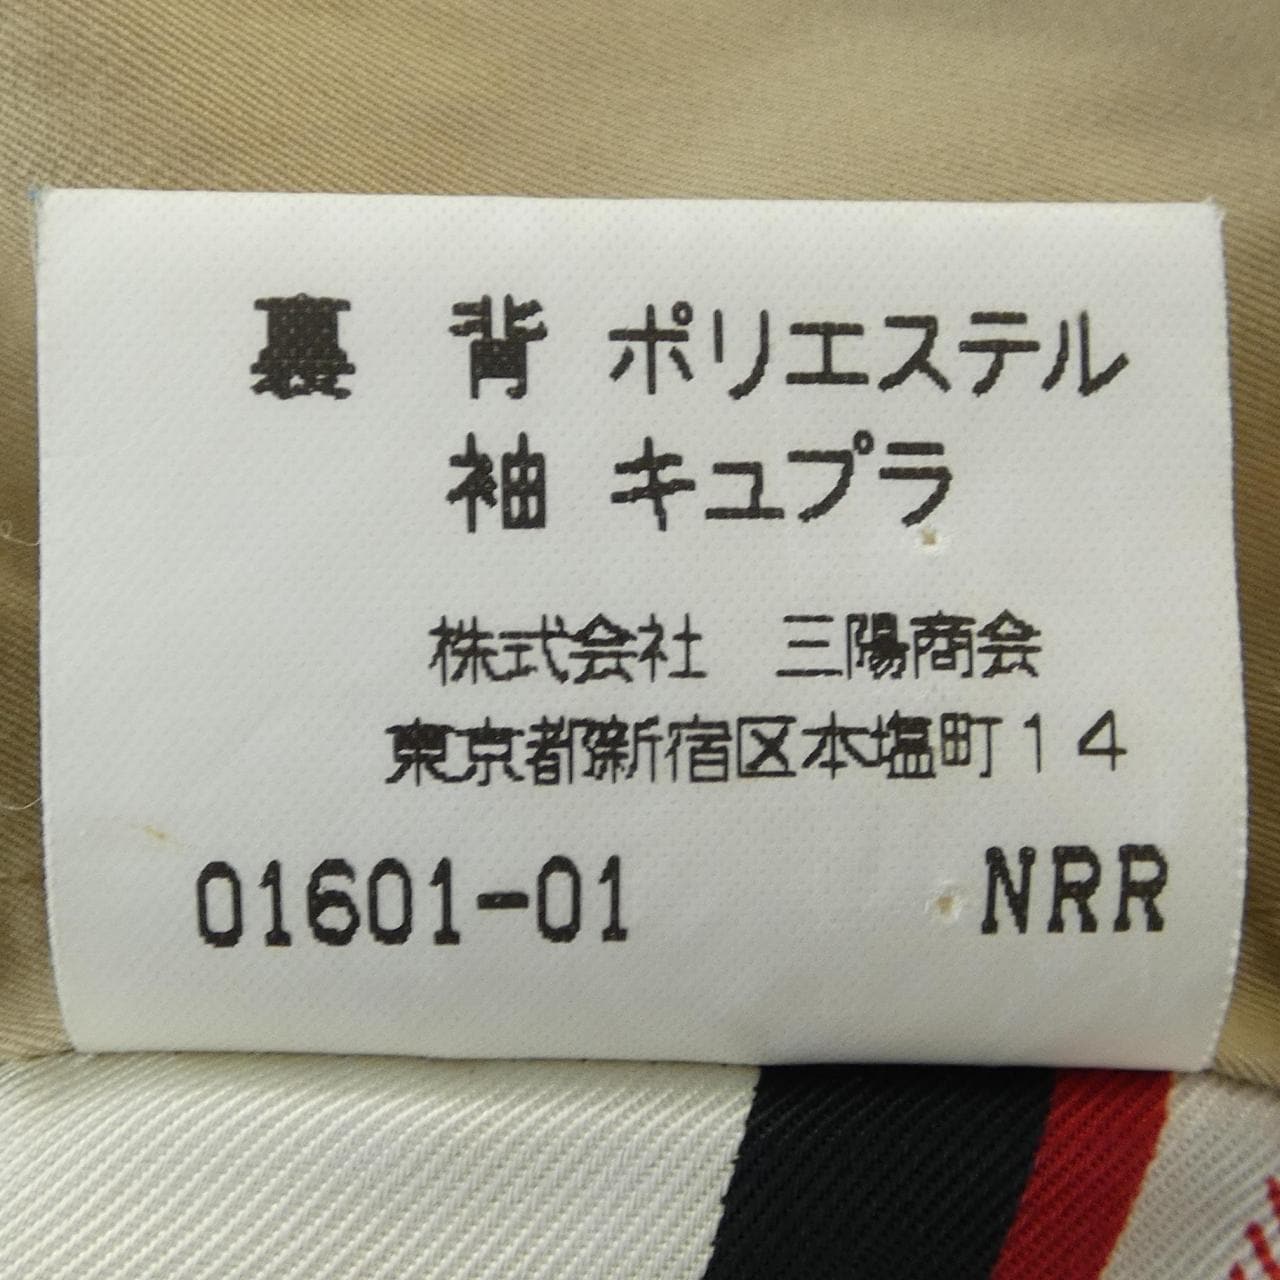 裏 背 ポリエステル
袖 キュプラ
株式会社 三陽商会
東京都新宿区本塩町14
01601-01 NRR